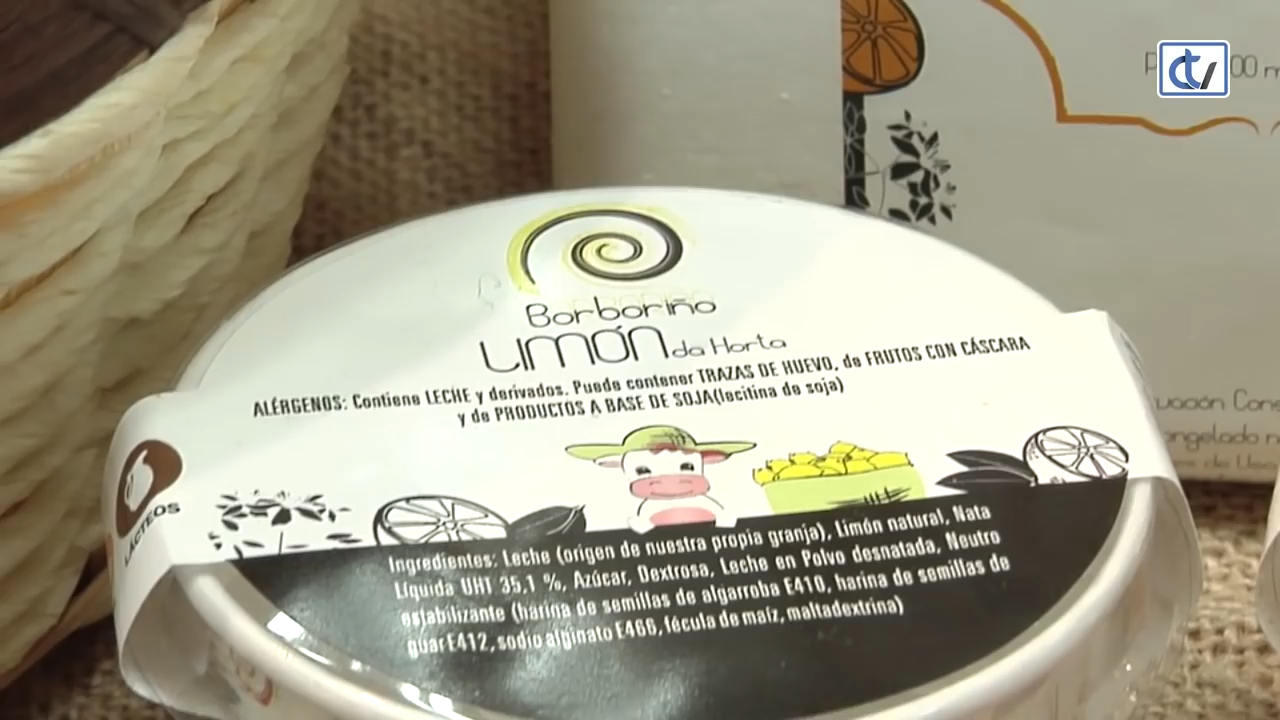 ctv
00 m
Borboriño
LIMÓN da Horta
ALÉRGENOS: Contiene LECHE y derivados. Puede contener TRAZAS DE HUEVO, de FRUTOS CON CÁSCARA
y de PRODUCTOS A BASE DE SOJA(lecitina de soja)
LÁCTEOS
Ingredientes: Leche (origen de nuestra propia granja), Limón natural, Nata
Líquida UHT 35,1 %, Azúcar, Dextrosa, Leche en Polvo desnatada, Neutro
estabilizante (harina de semillas de algarroba E410, harina de semillas de
guar E412, sodio alginato E466, fécula de maíz, maltadextrina)